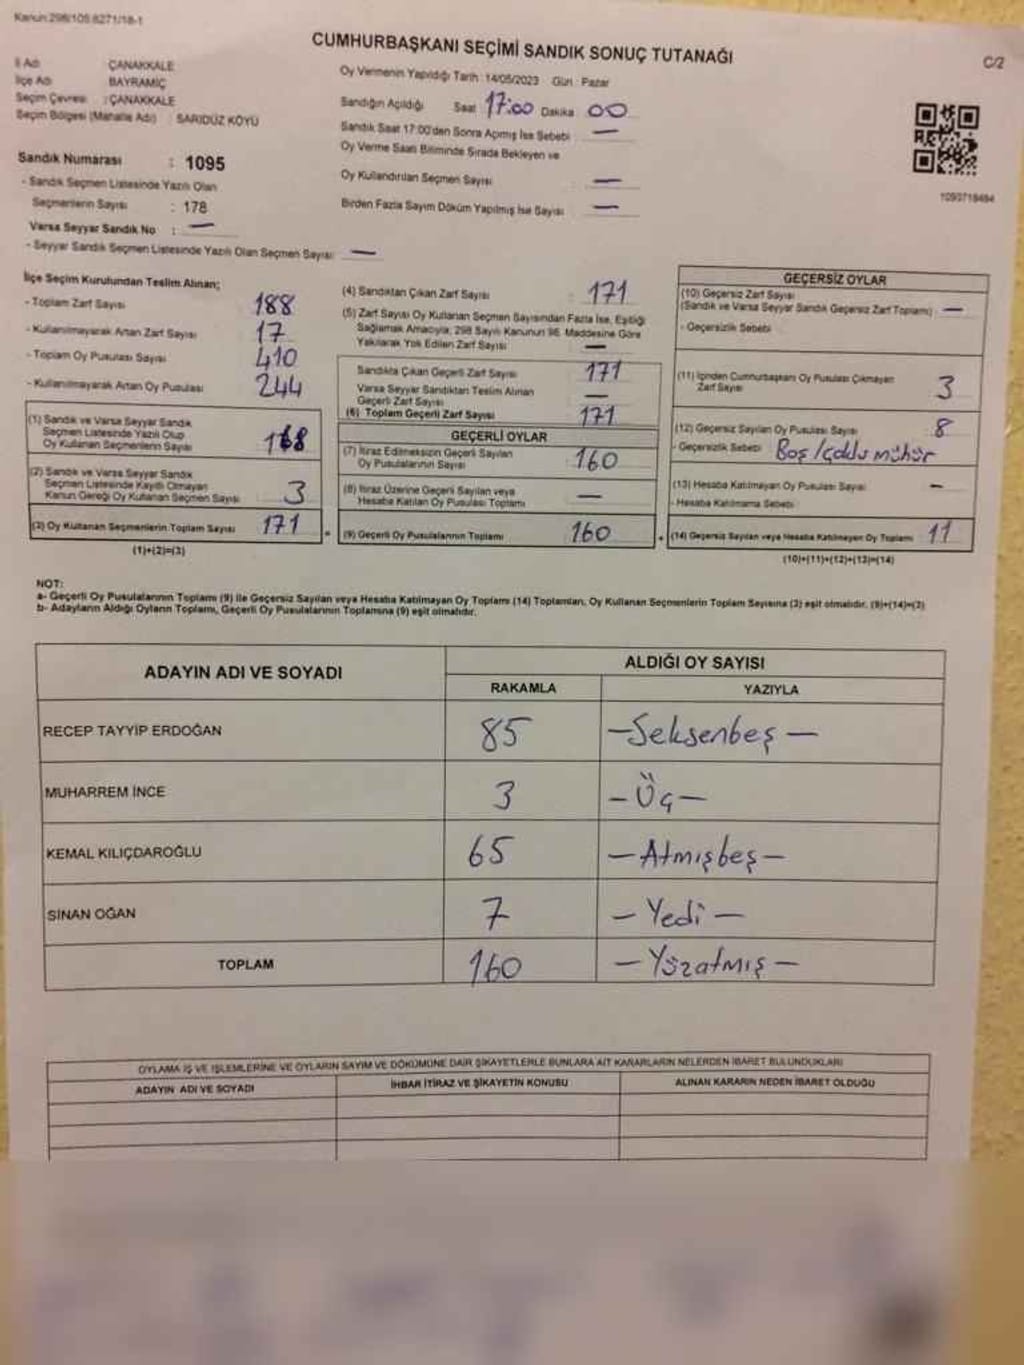 Kanun:298/105.6271/18-1
CUMHURBAŞKANI SEÇİMİ SANDIK SONUÇ TUTANAĞI
C/2
İl Adı : ÇANAKKALE
İlçe Adı : BAYRAMİÇ
Seçim Çevresi : ÇANAKKALE
Seçim Bölgesi (Mahalle Adı) : SARIDÜZ KÖYÜ
Oy Vermenin Yapıldığı Tarih : 14/05/2023 Gün : Pazar
Sandığın Açıldığı Saat 17:00 Dakika 00
Sandık Saat 17:00'den Sonra Açılmış İse Sebebi —
Oy Verme Saati Bitiminde Sırada Bekleyen ve
Oy Kullandırılan Seçmen Sayısı : —
Birden Fazla Sayım Döküm Yapılmış İse Sayısı —
1090718484
Sandık Numarası : 1095
- Sandık Seçmen Listesinde Yazılı Olan
Seçmenlerin Sayısı : 178
Varsa Seyyar Sandık No : —
- Seyyar Sandık Seçmen Listesinde Yazılı Olan Seçmen Sayısı: —
İlçe Seçim Kurulundan Teslim Alınan;
- Toplam Zarf Sayısı 188
- Kullanılmayarak Artan Zarf Sayısı 17
- Toplam Oy Pusulası Sayısı 410
- Kullanılmayarak Artan Oy Pusulası 244
(1) Sandık ve Varsa Seyyar Sandık
Seçmen Listesinde Yazılı Olup
Oy Kullanan Seçmenlerin Sayısı 168
(2) Sandık ve Varsa Seyyar Sandık
Seçmen Listesinde Kayıtlı Olmayan
Kanun Gereği Oy Kullanan Seçmen Sayısı 3
(3) Oy Kullanan Seçmenlerin Toplam Sayısı 171
(1)+(2)=(3)
(4) Sandıktan Çıkan Zarf Sayısı : 171
(5) Zarf Sayısı Oy Kullanan Seçmen Sayısından Fazla İse, Eşitliği
Sağlamak Amacıyla; 298 Sayılı Kanunun 98. Maddesine Göre
Yakılarak Yok Edilen Zarf Sayısı —
Sandıkta Çıkan Geçerli Zarf Sayısı 171
Varsa Seyyar Sandıktan Teslim Alınan
Geçerli Zarf Sayısı —
(6) Toplam Geçerli Zarf Sayısı 171
GEÇERLİ OYLAR
(7) İtiraz Edilmeksizin Geçerli Sayılan
Oy Pusulalarının Sayısı 160
(8) İtiraz Üzerine Geçerli Sayılan veya
Hesaba Katılan Oy Pusulası Toplamı —
(9) Geçerli Oy Pusulalarının Toplamı 160
GEÇERSİZ OYLAR
(10) Geçersiz Zarf Sayısı
(Sandık ve Varsa Seyyar Sandık Geçersiz Zarf Toplamı) —
- Geçersizlik Sebebi
(11) İçinden Cumhurbaşkanı Oy Pusulası Çıkmayan
Zarf Sayısı 3
(12) Geçersiz Sayılan Oy Pusulası Sayısı 8
- Geçersizlik Sebebi : Boş/çoklu mühür
(13) Hesaba Katılmayan Oy Pusulası Sayısı —
- Hesaba Katılmama Sebebi
(14) Geçersiz Sayılan veya Hesaba Katılmayan Oy Toplamı 11
(10)+(11)+(12)+(13)=(14)
NOT:
a- Geçerli Oy Pusulalarının Toplamı (9) ile Geçersiz Sayılan veya Hesaba Katılmayan Oy Toplamı (14) Toplamları, Oy Kullanan Seçmenlerin Toplam Sayısına (3) eşit olmalıdır. (9)+(14)=(3)
b- Adayların Aldığı Oyların Toplamı, Geçerli Oy Pusulalarının Toplamına (9) eşit olmalıdır.
ADAYIN ADI VE SOYADI
ALDIĞI OY SAYISI
RAKAMLA YAZIYLA
RECEP TAYYİP ERDOĞAN 85 —Seksenbeş—
MUHARREM İNCE 3 —Üç—
KEMAL KILIÇDAROĞLU 65 —Atmışbeş—
SİNAN OĞAN 7 —Yedi—
TOPLAM 160 —Yüzatmış—
OYLAMA İŞ VE İŞLEMLERİNE VE OYLARIN SAYIM VE DÖKÜMÜNE DAİR ŞİKAYETLERLE BUNLARA AİT KARARLARIN NELERDEN İBARET BULUNDUKLARI
ADAYIN ADI VE SOYADI İHBAR İTİRAZ VE ŞİKAYETİN KONUSU ALINAN KARARIN NEDEN İBARET OLDUĞU